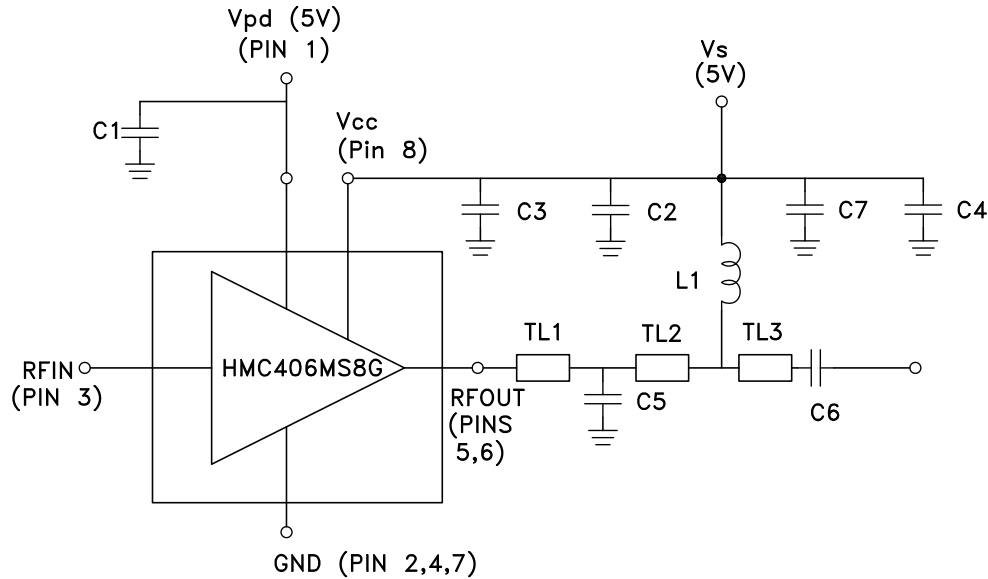 Vpd (5V)
(PIN 1)
C1
Vcc
(Pin 8)
Vs
(5V)
C3
C2
C7
C4
L1
RFIN
(PIN 3)
HMC406MS8G
RFOUT
(PINS
5,6)
TL1
C5
TL2
TL3
C6
GND (PIN 2,4,7)